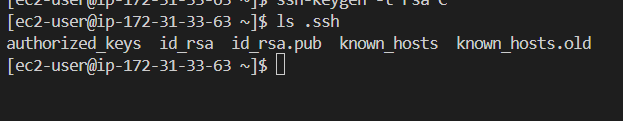 [ec2-user@ip-172-31-33-63 ~]$ ssh-keygen -t rsa C
[ec2-user@ip-172-31-33-63 ~]$ ls .ssh
authorized_keys id_rsa id_rsa.pub known_hosts known_hosts.old
[ec2-user@ip-172-31-33-63 ~]$